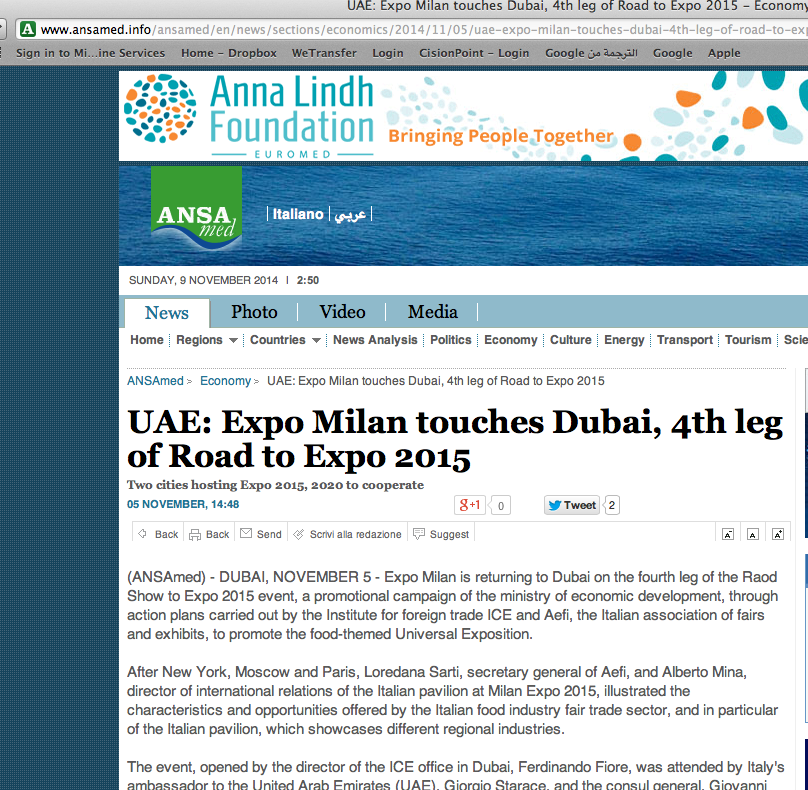 UAE: Expo Milan touches Dubai, 4th leg of Road to Expo 2015 – Economy
www.ansamed.info/ansamed/en/news/sections/economics/2014/11/05/uae-expo-milan-touches-dubai-4th-leg-of-road-to-exp
Sign in to Mi...ine Services Home - Dropbox WeTransfer Login CisionPoint - Login Google الترجمة من Google Apple
Anna Lindh
Foundation
EUROMED
Bringing People Together
ANSA
med
Italiano عربي
SUNDAY, 9 NOVEMBER 2014 | 2:50
News Photo Video Media
Home Regions Countries News Analysis Politics Economy Culture Energy Transport Tourism Scie
ANSAmed > Economy > UAE: Expo Milan touches Dubai, 4th leg of Road to Expo 2015
UAE: Expo Milan touches Dubai, 4th leg
of Road to Expo 2015
Two cities hosting Expo 2015, 2020 to cooperate
05 NOVEMBER, 14:48
g+1 0 Tweet 2
Back Back Send Scrivi alla redazione Suggest A- A A+
(ANSAmed) - DUBAI, NOVEMBER 5 - Expo Milan is returning to Dubai on the fourth leg of the Raod
Show to Expo 2015 event, a promotional campaign of the ministry of economic development, through
action plans carried out by the Institute for foreign trade ICE and Aefi, the Italian association of fairs
and exhibits, to promote the food-themed Universal Exposition.
After New York, Moscow and Paris, Loredana Sarti, secretary general of Aefi, and Alberto Mina,
director of international relations of the Italian pavilion at Milan Expo 2015, illustrated the
characteristics and opportunities offered by the Italian food industry fair trade sector, and in particular
of the Italian pavilion, which showcases different regional industries.
The event, opened by the director of the ICE office in Dubai, Ferdinando Fiore, was attended by Italy's
ambassador to the United Arab Emirates (UAE), Giorgio Starace, and the consul general, Giovanni